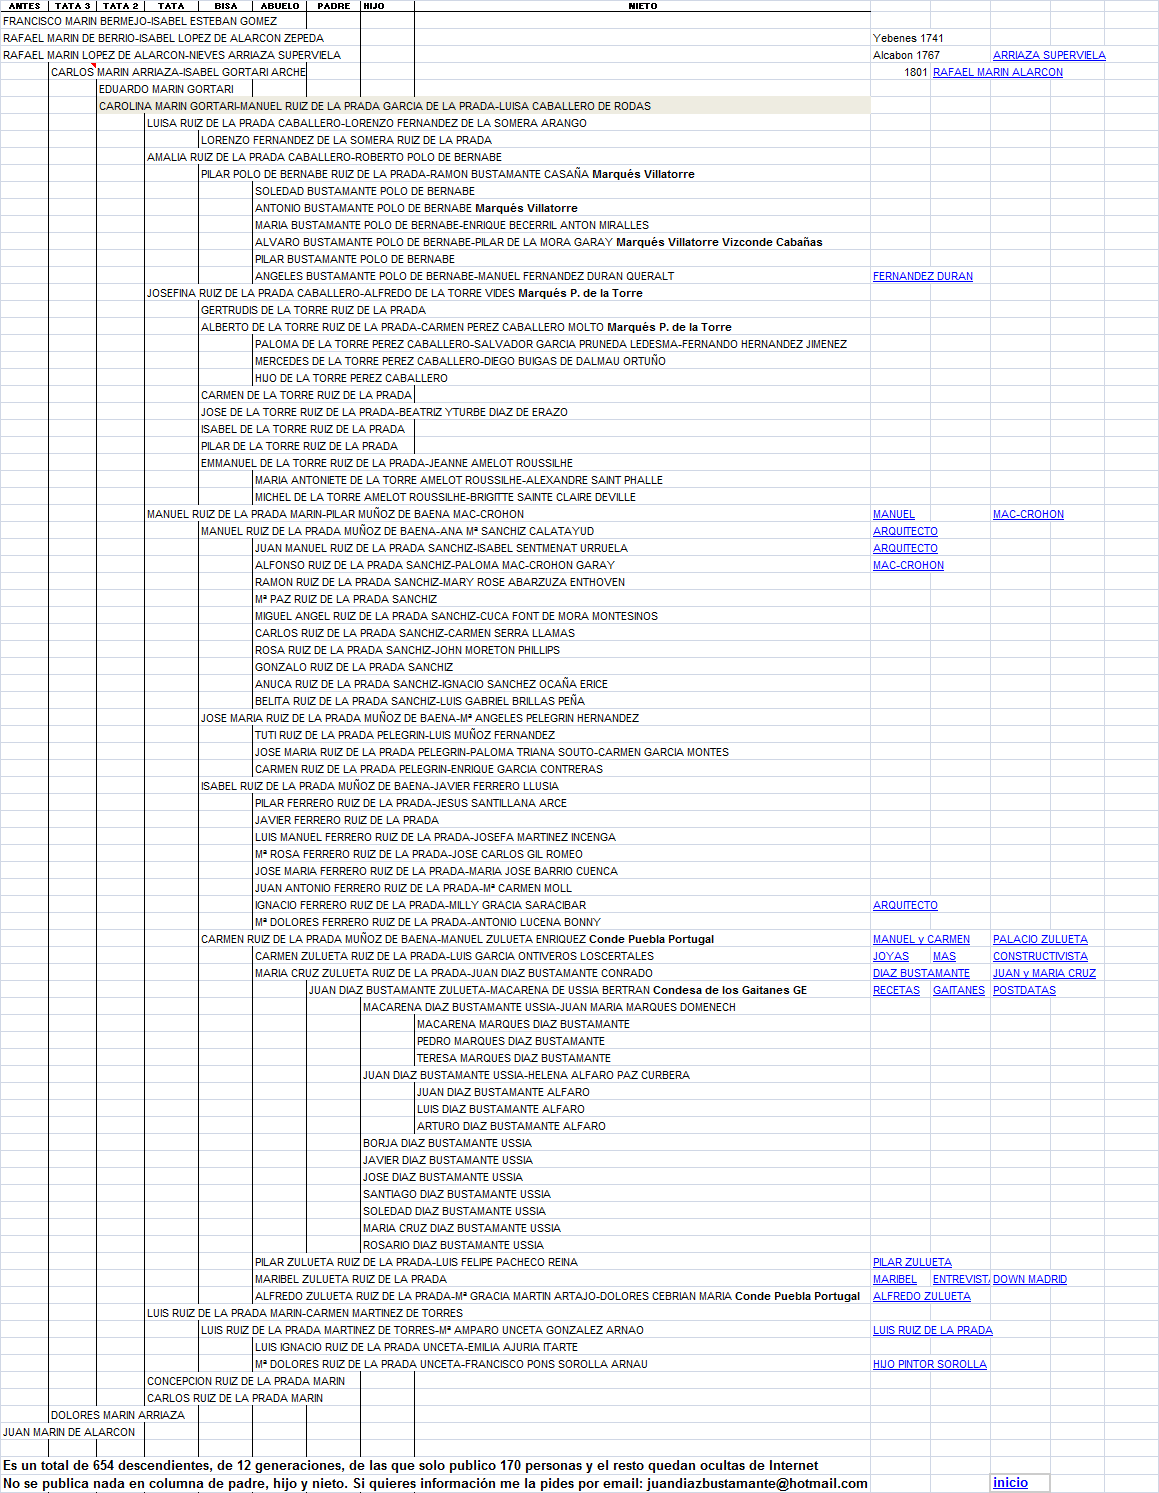 ANTES TATA 3 TATA 2 TATA BISA ABUELO PADRE HIJO NIETO
FRANCISCO MARIN BERMEJO-ISABEL ESTEBAN GOMEZ
RAFAEL MARIN DE BERRIO-ISABEL LOPEZ DE ALARCON ZEPEDA Yebenes 1741
RAFAEL MARIN LOPEZ DE ALARCON-NIEVES ARRIAZA SUPERVIELA Alcabon 1767 ARRIAZA SUPERVIELA
CARLOS MARIN ARRIAZA-ISABEL GORTARI ARCHE 1801 RAFAEL MARIN ALARCON
EDUARDO MARIN GORTARI
CAROLINA MARIN GORTARI-MANUEL RUIZ DE LA PRADA GARCIA DE LA PRADA-LUISA CABALLERO DE RODAS
LUISA RUIZ DE LA PRADA CABALLERO-LORENZO FERNANDEZ DE LA SOMERA ARANGO
LORENZO FERNANDEZ DE LA SOMERA RUIZ DE LA PRADA
AMALIA RUIZ DE LA PRADA CABALLERO-ROBERTO POLO DE BERNABE
PILAR POLO DE BERNABE RUIZ DE LA PRADA-RAMON BUSTAMANTE CASAÑA Marqués Villatorre
SOLEDAD BUSTAMANTE POLO DE BERNABE
ANTONIO BUSTAMANTE POLO DE BERNABE Marqués Villatorre
MARIA BUSTAMANTE POLO DE BERNABE-ENRIQUE BECERRIL ANTON MIRALLES
ALVARO BUSTAMANTE POLO DE BERNABE-PILAR DE LA MORA GARAY Marqués Villatorre Vizconde Cabañas
PILAR BUSTAMANTE POLO DE BERNABE
ANGELES BUSTAMANTE POLO DE BERNABE-MANUEL FERNANDEZ DURAN QUERALT FERNANDEZ DURAN
JOSEFINA RUIZ DE LA PRADA CABALLERO-ALFREDO DE LA TORRE VIDES Marqués P. de la Torre
GERTRUDIS DE LA TORRE RUIZ DE LA PRADA
ALBERTO DE LA TORRE RUIZ DE LA PRADA-CARMEN PEREZ CABALLERO MOLTO Marqués P. de la Torre
PALOMA DE LA TORRE PEREZ CABALLERO-SALVADOR GARCIA PRUNEDA LEDESMA-FERNANDO HERNANDEZ JIMENEZ
MERCEDES DE LA TORRE PEREZ CABALLERO-DIEGO BUIGAS DE DALMAU ORTUÑO
HIJO DE LA TORRE PEREZ CABALLERO
CARMEN DE LA TORRE RUIZ DE LA PRADA
JOSE DE LA TORRE RUIZ DE LA PRADA-BEATRIZ YTURBE DIAZ DE ERAZO
ISABEL DE LA TORRE RUIZ DE LA PRADA
PILAR DE LA TORRE RUIZ DE LA PRADA
EMMANUEL DE LA TORRE RUIZ DE LA PRADA-JEANNE AMELOT ROUSSILHE
MARIA ANTONIETE DE LA TORRE AMELOT ROUSSILHE-ALEXANDRE SAINT PHALLE
MICHEL DE LA TORRE AMELOT ROUSSILHE-BRIGITTE SAINTE CLAIRE DEVILLE
MANUEL RUIZ DE LA PRADA MARIN-PILAR MUÑOZ DE BAENA MAC-CROHON MANUEL MAC-CROHON
MANUEL RUIZ DE LA PRADA MUÑOZ DE BAENA-ANA Mª SANCHIZ CALATAYUD ARQUITECTO
JUAN MANUEL RUIZ DE LA PRADA SANCHIZ-ISABEL SENTMENAT URRUELA ARQUITECTO
ALFONSO RUIZ DE LA PRADA SANCHIZ-PALOMA MAC-CROHON GARAY MAC-CROHON
RAMON RUIZ DE LA PRADA SANCHIZ-MARY ROSE ABARZUZA ENTHOVEN
Mª PAZ RUIZ DE LA PRADA SANCHIZ
MIGUEL ANGEL RUIZ DE LA PRADA SANCHIZ-CUCA FONT DE MORA MONTESINOS
CARLOS RUIZ DE LA PRADA SANCHIZ-CARMEN SERRA LLAMAS
ROSA RUIZ DE LA PRADA SANCHIZ-JOHN MORETON PHILLIPS
GONZALO RUIZ DE LA PRADA SANCHIZ
ANUCA RUIZ DE LA PRADA SANCHIZ-IGNACIO SANCHEZ OCAÑA ERICE
BELITA RUIZ DE LA PRADA SANCHIZ-LUIS GABRIEL BRILLAS PEÑA
JOSE MARIA RUIZ DE LA PRADA MUÑOZ DE BAENA-Mª ANGELES PELEGRIN HERNANDEZ
TUTI RUIZ DE LA PRADA PELEGRIN-LUIS MUÑOZ FERNANDEZ
JOSE MARIA RUIZ DE LA PRADA PELEGRIN-PALOMA TRIANA SOUTO-CARMEN GARCIA MONTES
CARMEN RUIZ DE LA PRADA PELEGRIN-ENRIQUE GARCIA CONTRERAS
ISABEL RUIZ DE LA PRADA MUÑOZ DE BAENA-JAVIER FERRERO LLUSIA
PILAR FERRERO RUIZ DE LA PRADA-JESUS SANTILLANA ARCE
JAVIER FERRERO RUIZ DE LA PRADA
LUIS MANUEL FERRERO RUIZ DE LA PRADA-JOSEFA MARTINEZ INCENGA
Mª ROSA FERRERO RUIZ DE LA PRADA-JOSE CARLOS GIL ROMEO
JOSE MARIA FERRERO RUIZ DE LA PRADA-MARIA JOSE BARRIO CUENCA
JUAN ANTONIO FERRERO RUIZ DE LA PRADA-Mª CARMEN MOLL
IGNACIO FERRERO RUIZ DE LA PRADA-MILLY GRACIA SARACIBAR ARQUITECTO
Mª DOLORES FERRERO RUIZ DE LA PRADA-ANTONIO LUCENA BONNY
CARMEN RUIZ DE LA PRADA MUÑOZ DE BAENA-MANUEL ZULUETA ENRIQUEZ Conde Puebla Portugal MANUEL y CARMEN PALACIO ZULUETA
CARMEN ZULUETA RUIZ DE LA PRADA-LUIS GARCIA ONTIVEROS LOSCERTALES JOYAS MAS CONSTRUCTIVISTA
MARIA CRUZ ZULUETA RUIZ DE LA PRADA-JUAN DIAZ BUSTAMANTE CONRADO DIAZ BUSTAMANTE JUAN y MARIA CRUZ
JUAN DIAZ BUSTAMANTE ZULUETA-MACARENA DE USSIA BERTRAN Condesa de los Gaitanes GE RECETAS GAITANES POSTDATAS
MACARENA DIAZ BUSTAMANTE USSIA-JUAN MARIA MARQUES DOMENECH
MACARENA MARQUES DIAZ BUSTAMANTE
PEDRO MARQUES DIAZ BUSTAMANTE
TERESA MARQUES DIAZ BUSTAMANTE
JUAN DIAZ BUSTAMANTE USSIA-HELENA ALFARO PAZ CURBERA
JUAN DIAZ BUSTAMANTE ALFARO
LUIS DIAZ BUSTAMANTE ALFARO
ARTURO DIAZ BUSTAMANTE ALFARO
BORJA DIAZ BUSTAMANTE USSIA
JAVIER DIAZ BUSTAMANTE USSIA
JOSE DIAZ BUSTAMANTE USSIA
SANTIAGO DIAZ BUSTAMANTE USSIA
SOLEDAD DIAZ BUSTAMANTE USSIA
MARIA CRUZ DIAZ BUSTAMANTE USSIA
ROSARIO DIAZ BUSTAMANTE USSIA
PILAR ZULUETA RUIZ DE LA PRADA-LUIS FELIPE PACHECO REINA PILAR ZULUETA
MARIBEL ZULUETA RUIZ DE LA PRADA MARIBEL ENTREVISTA DOWN MADRID
ALFREDO ZULUETA RUIZ DE LA PRADA-Mª GRACIA MARTIN ARTAJO-DOLORES CEBRIAN MARIA Conde Puebla Portugal ALFREDO ZULUETA
LUIS RUIZ DE LA PRADA MARIN-CARMEN MARTINEZ DE TORRES
LUIS RUIZ DE LA PRADA MARTINEZ DE TORRES-Mª AMPARO UNCETA GONZALEZ ARNAO LUIS RUIZ DE LA PRADA
LUIS IGNACIO RUIZ DE LA PRADA UNCETA-EMILIA AJURIA ITARTE
Mª DOLORES RUIZ DE LA PRADA UNCETA-FRANCISCO PONS SOROLLA ARNAU HIJO PINTOR SOROLLA
CONCEPCION RUIZ DE LA PRADA MARIN
CARLOS RUIZ DE LA PRADA MARIN
DOLORES MARIN ARRIAZA
JUAN MARIN DE ALARCON
Es un total de 654 descendientes, de 12 generaciones, de las que solo publico 170 personas y el resto quedan ocultas de Internet
No se publica nada en columna de padre, hijo y nieto. Si quieres información me la pides por email: juandiazbustamante@hotmail.com inicio